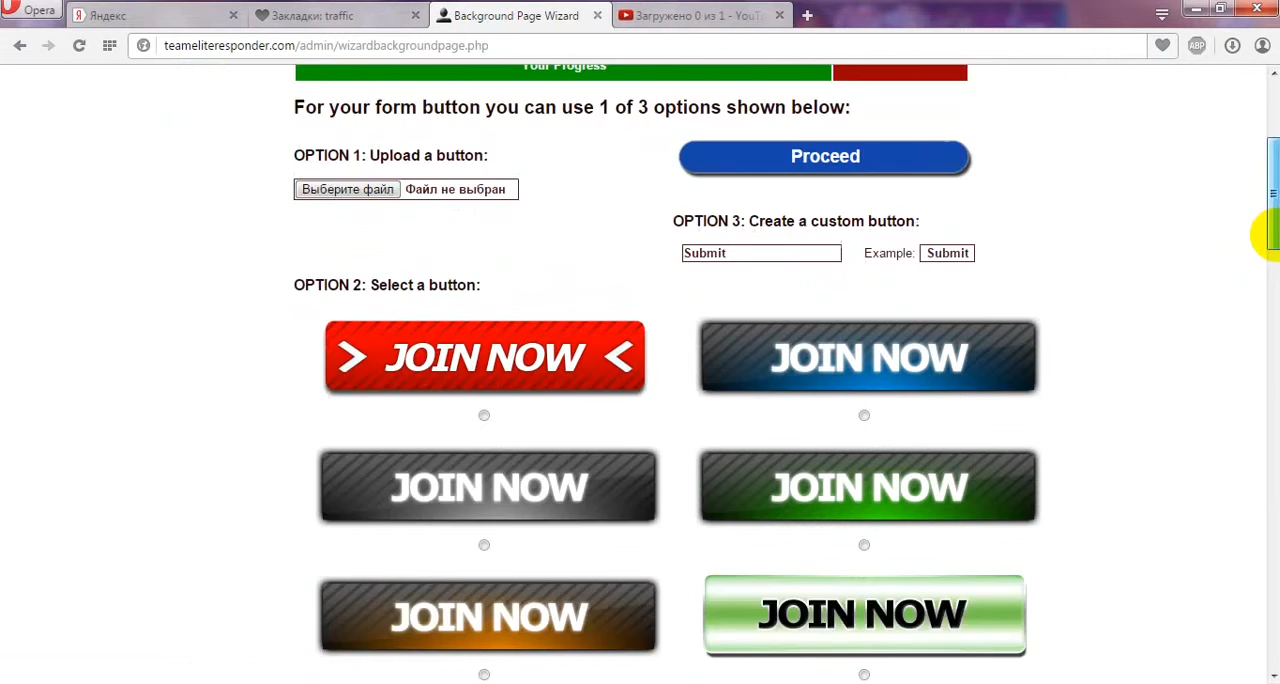 Opera
Яндекс
Закладки: traffic
Background Page Wizard
Загружено 0 из 1 - YouT
teameliteresponder.com/admin/wizardbackgroundpage.php
ABP
Your Progress
For your form button you can use 1 of 3 options shown below:
OPTION 1: Upload a button:
Proceed
Выберите файл Файл не выбран
OPTION 3: Create a custom button:
Submit Example: Submit
OPTION 2: Select a button:
> JOIN NOW <
JOIN NOW
JOIN NOW
JOIN NOW
JOIN NOW
JOIN NOW